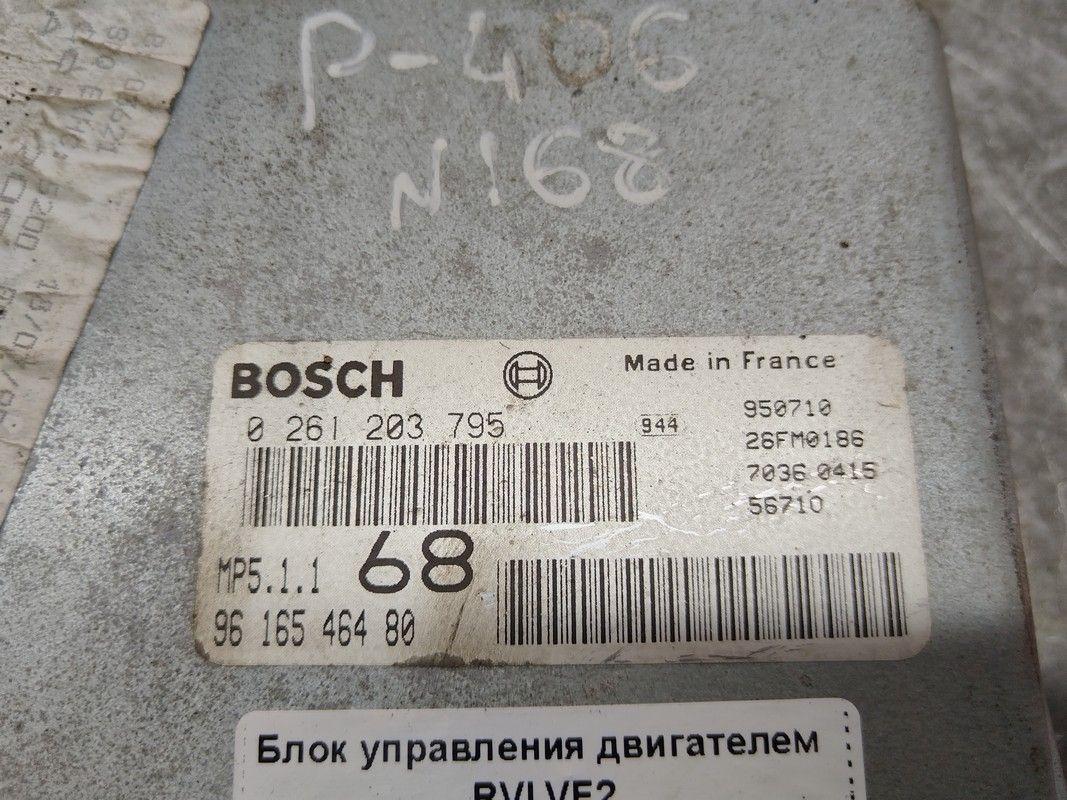 P-406
N168
BOSCH
Made in France
0 261 203 795
944
950710
26FM0186
7036 0415
56710
MP5.1.1
68
96 165 464 80
Блок управления двигателем